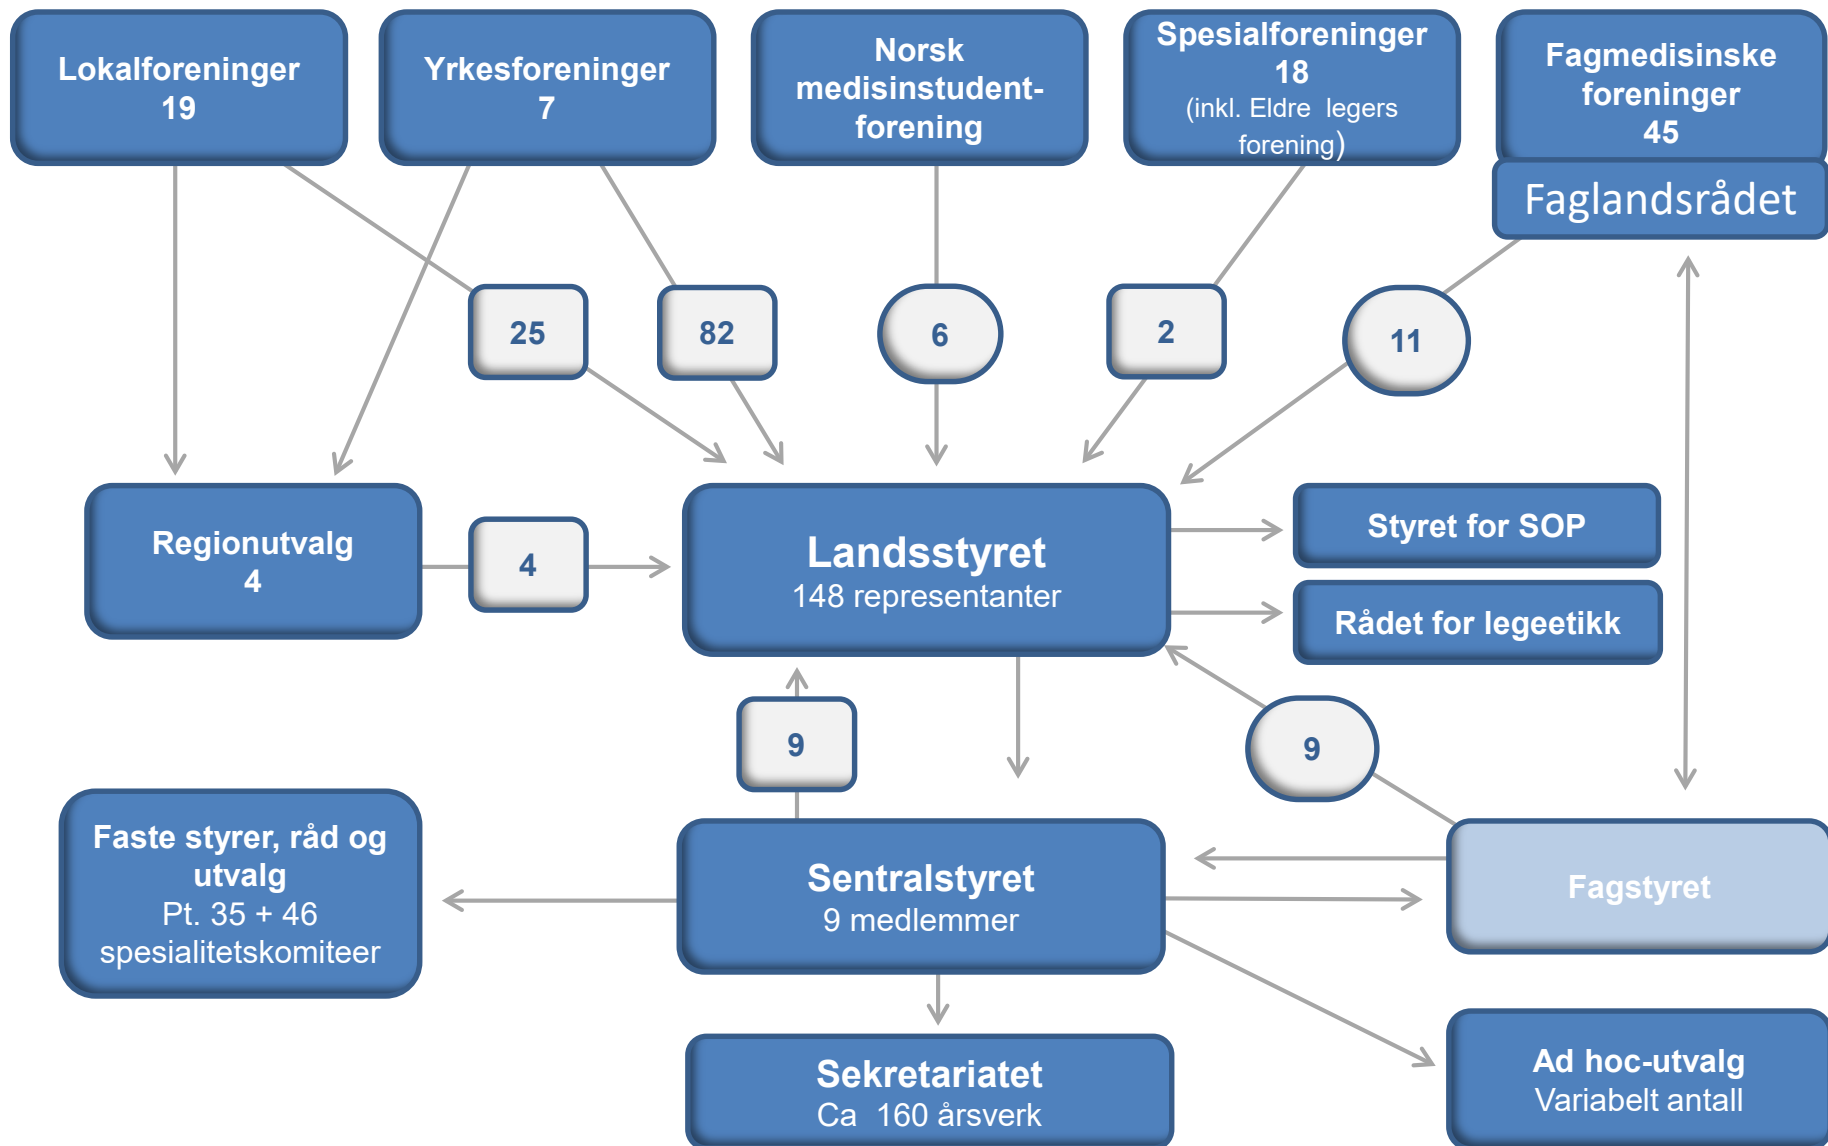 Lokalforeninger
19
Yrkesforeninger
7
Norsk
medisinstudent-
forening
Spesialforeninger
18
(inkl. Eldre legers
forening)
Fagmedisinske
foreninger
45
Faglandsrådet
25
82
6
2
11
Regionutvalg
4
4
Landsstyret
148 representanter
Styret for SOP
Rådet for legeetikk
9
9
Faste styrer, råd og
utvalg
Pt. 35 + 46
spesialitetskomiteer
Sentralstyret
9 medlemmer
Fagstyret
Sekretariatet
Ca 160 årsverk
Ad hoc-utvalg
Variabelt antall